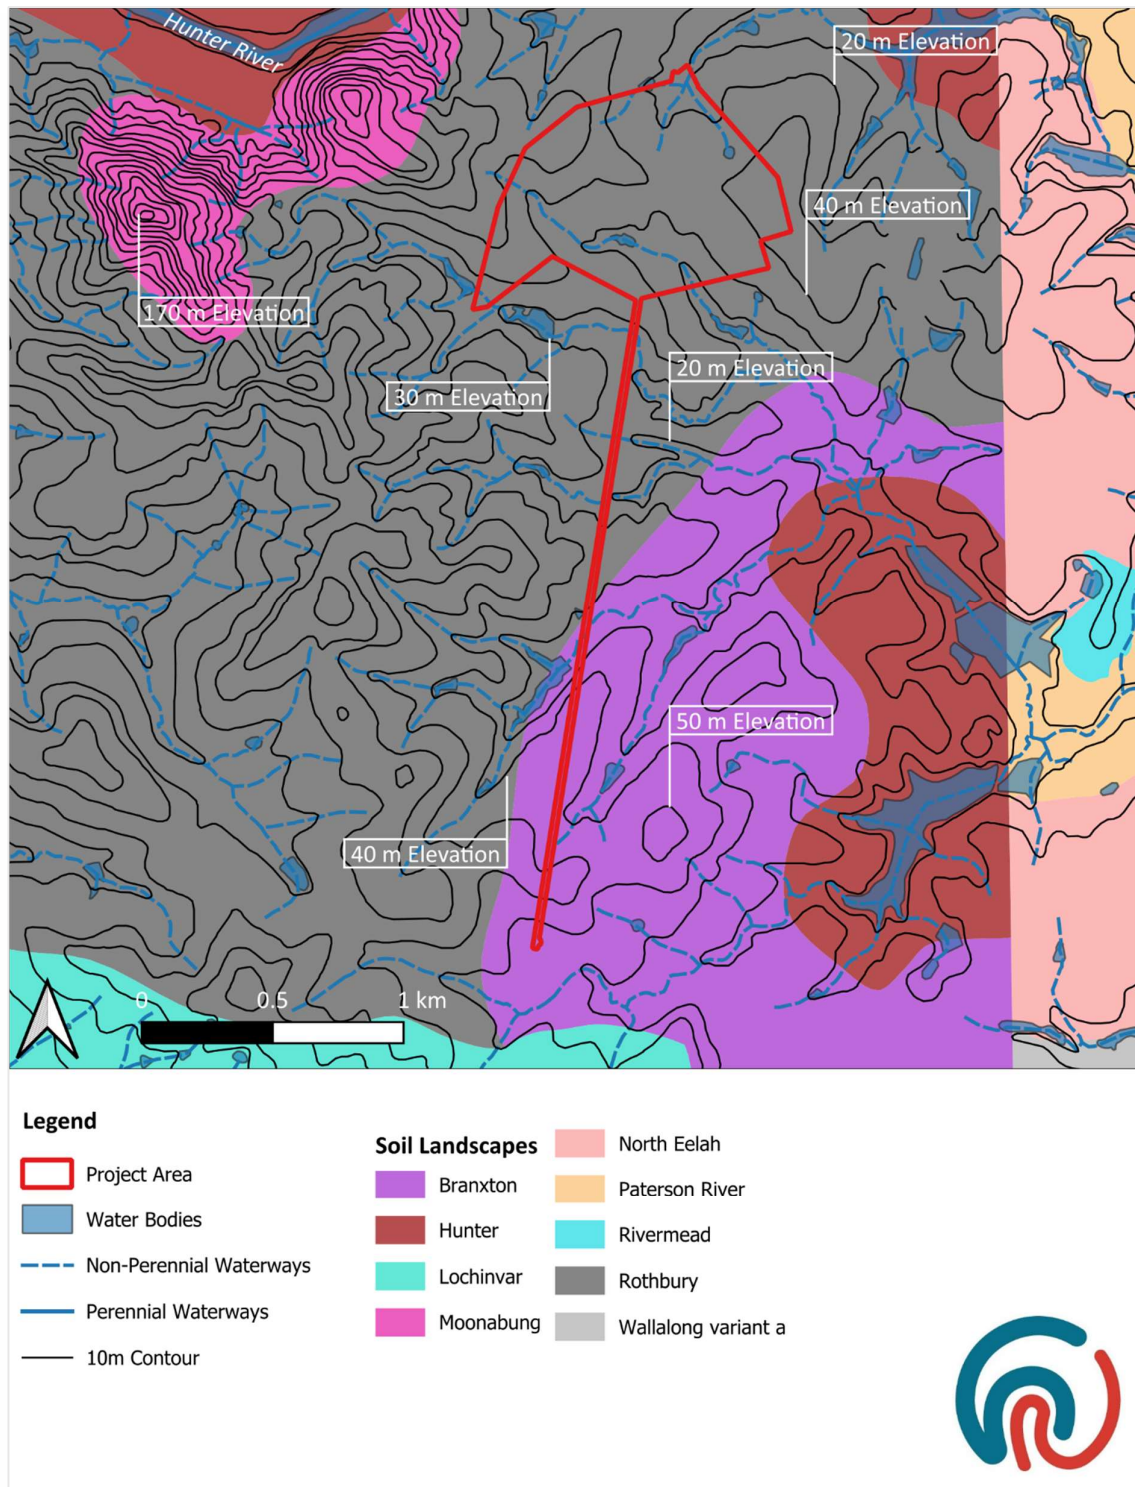 Hunter River
20 m Elevation
40 m Elevation
170 m Elevation
20 m Elevation
30 m Elevation
50 m Elevation
40 m Elevation
0 0.5 1 km
Legend
Project Area
Water Bodies
Non-Perennial Waterways
Perennial Waterways
10m Contour
Soil Landscapes
Branxton
Hunter
Lochinvar
Moonabung
North Eelah
Paterson River
Rivermead
Rothbury
Wallalong variant a